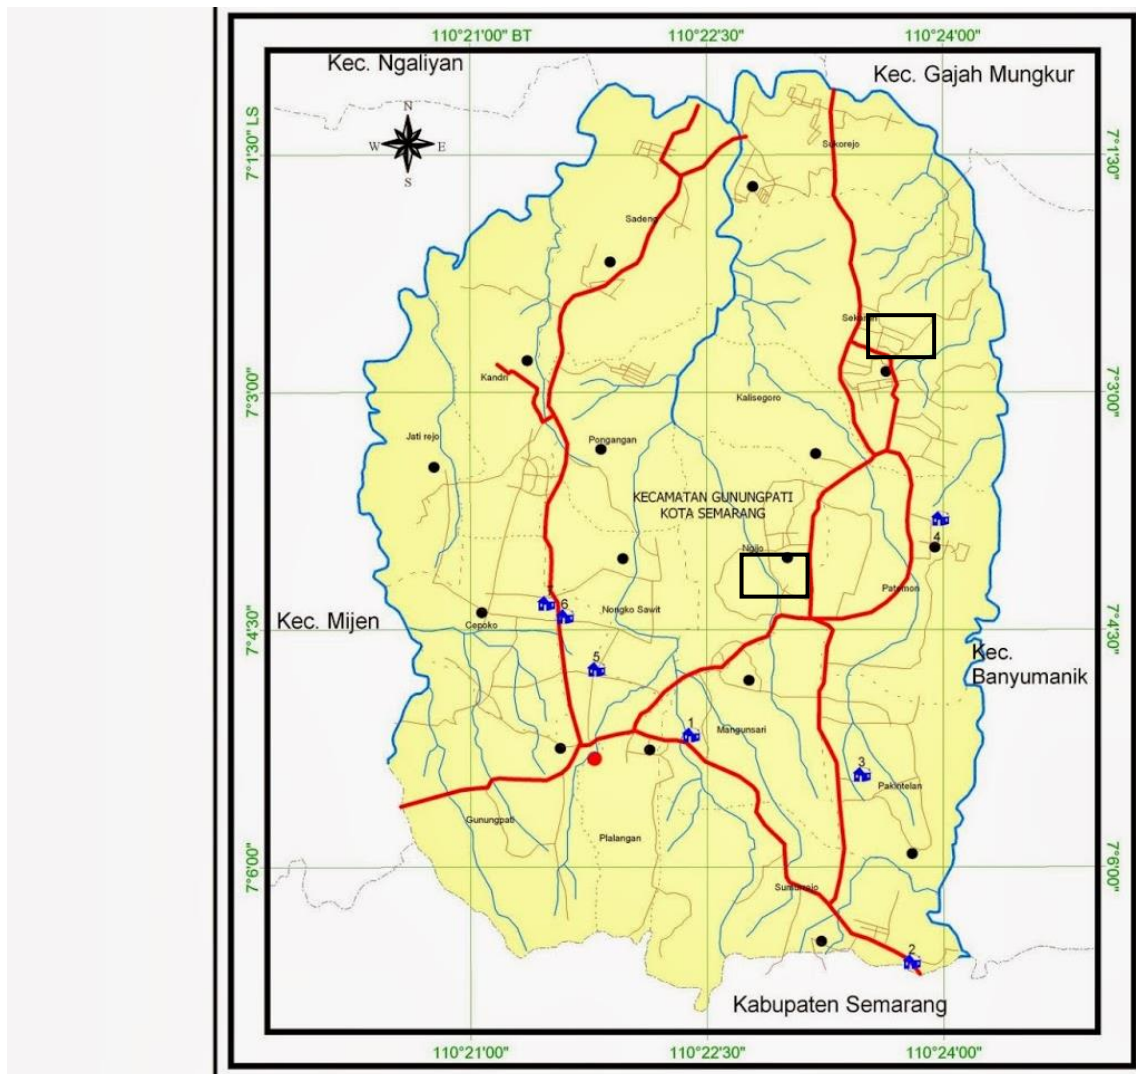 110°21'00" BT
110°22'30"
110°24'00"
Kec. Ngaliyan
Kec. Gajah Mungkur
7°1'30" LS
7°1'30"
N
W
E
S
Sukorejo
Sadeng
7°3'00"
7°3'00"
Kandri
Kalisegoro
Jati rejo
Pongangan
KECAMATAN GUNUNGPATI
KOTA SEMARANG
4
Ngijo
Patemon
7
6
Nongko Sawit
Kec. Mijen
Cepoko
7°4'30"
7°4'30"
Kec.
Banyumanik
5
1
Mangunsari
3
Pakintelan
Gunungpati
Plalangan
7°6'00"
7°6'00"
2
Kabupaten Semarang
110°21'00"
110°22'30"
110°24'00"